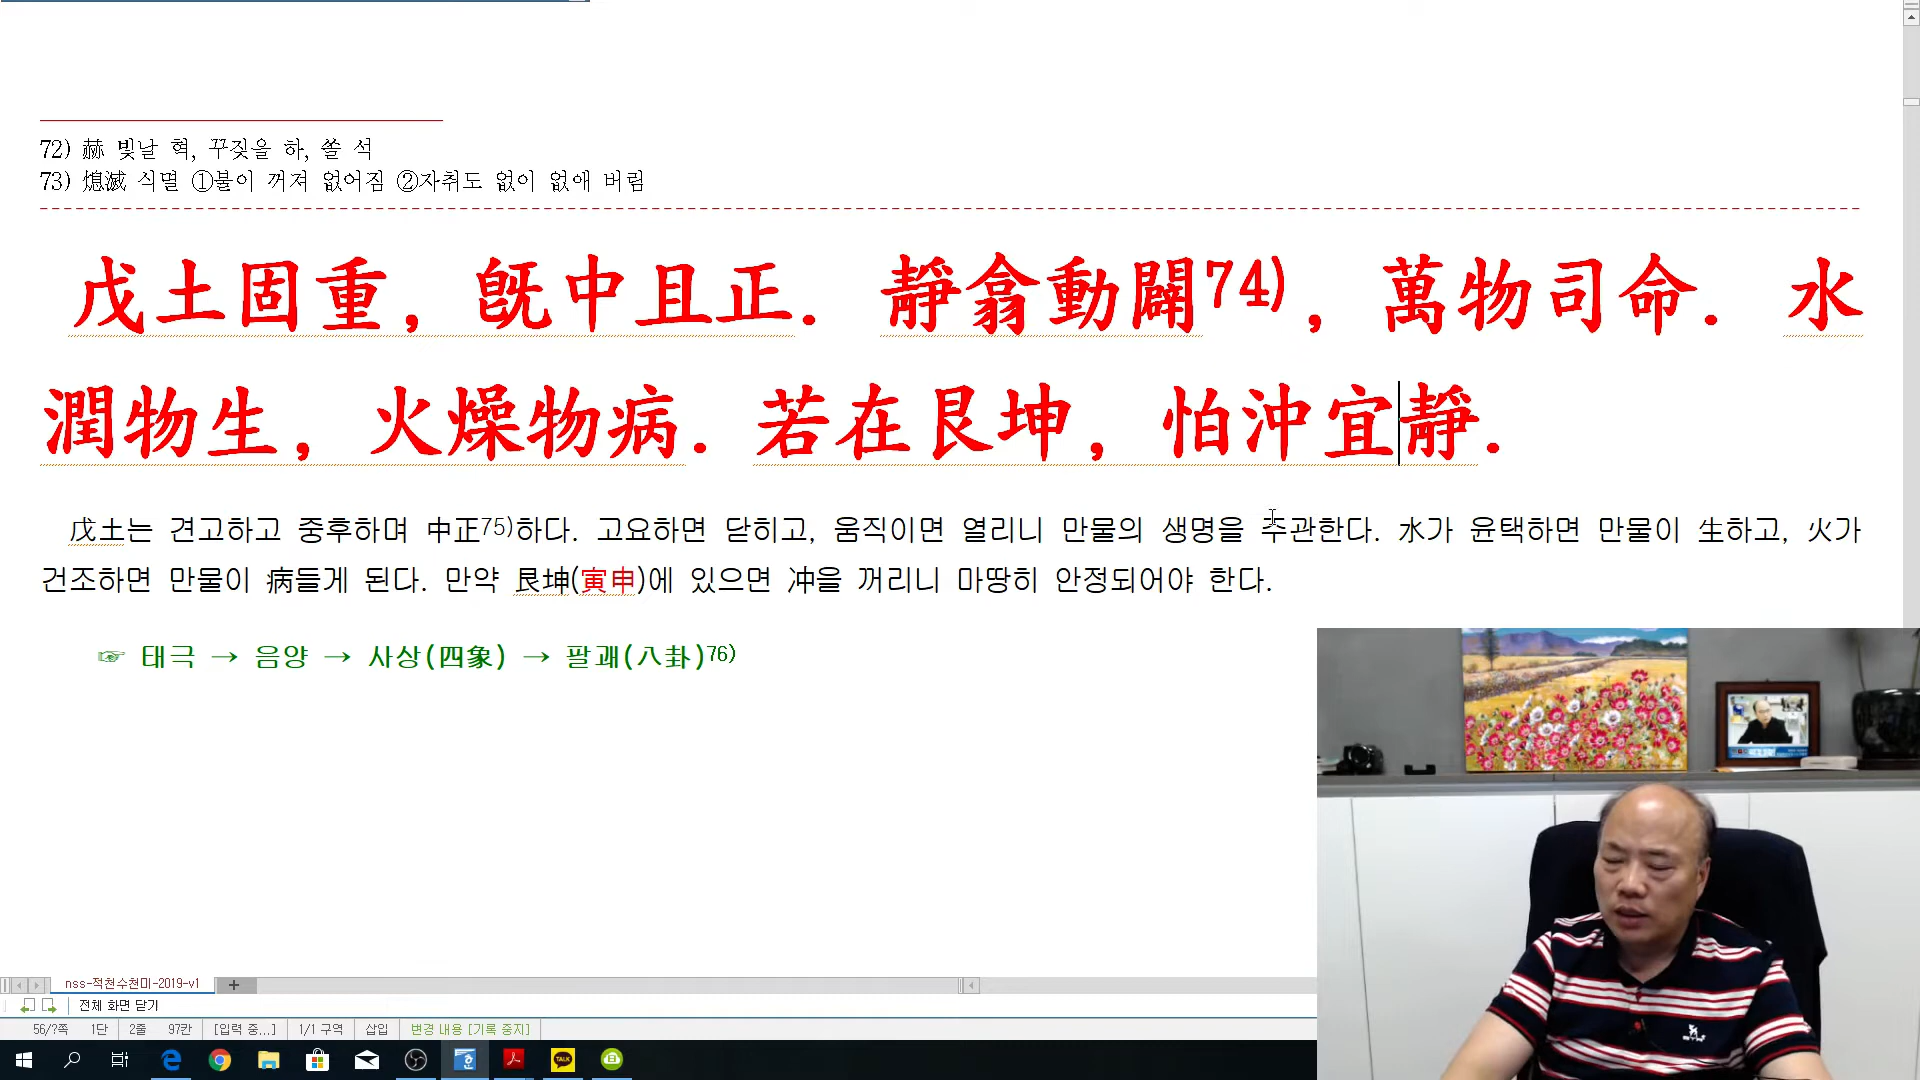 72) 赫 빛날 혁, 꾸짖을 하, 쏠 석
73) 熄滅 식멸 ①불이 꺼져 없어짐 ②자취도 없이 없애 버림
戊土固重, 旣中且正. 靜翕動闢74), 萬物司命. 水
潤物生, 火燥物病. 若在艮坤, 怕沖宜靜.
戊土는 견고하고 중후하며 中正75)하다. 고요하면 닫히고, 움직이면 열리니 만물의 생명을 주관한다. 水가 윤택하면 만물이 生하고, 火가
건조하면 만물이 病들게 된다. 만약 艮坤(寅申)에 있으면 冲을 꺼리니 마땅히 안정되어야 한다.
☞ 태극 → 음양 → 사상(四象) → 팔괘(八卦)76)
nss-적천수천미-2019-v1
전체 화면 닫기
56/?쪽 1단 2줄 97칸 [입력 중...] 1/1 구역 삽입 변경 내용 [기록 중지]
TALK